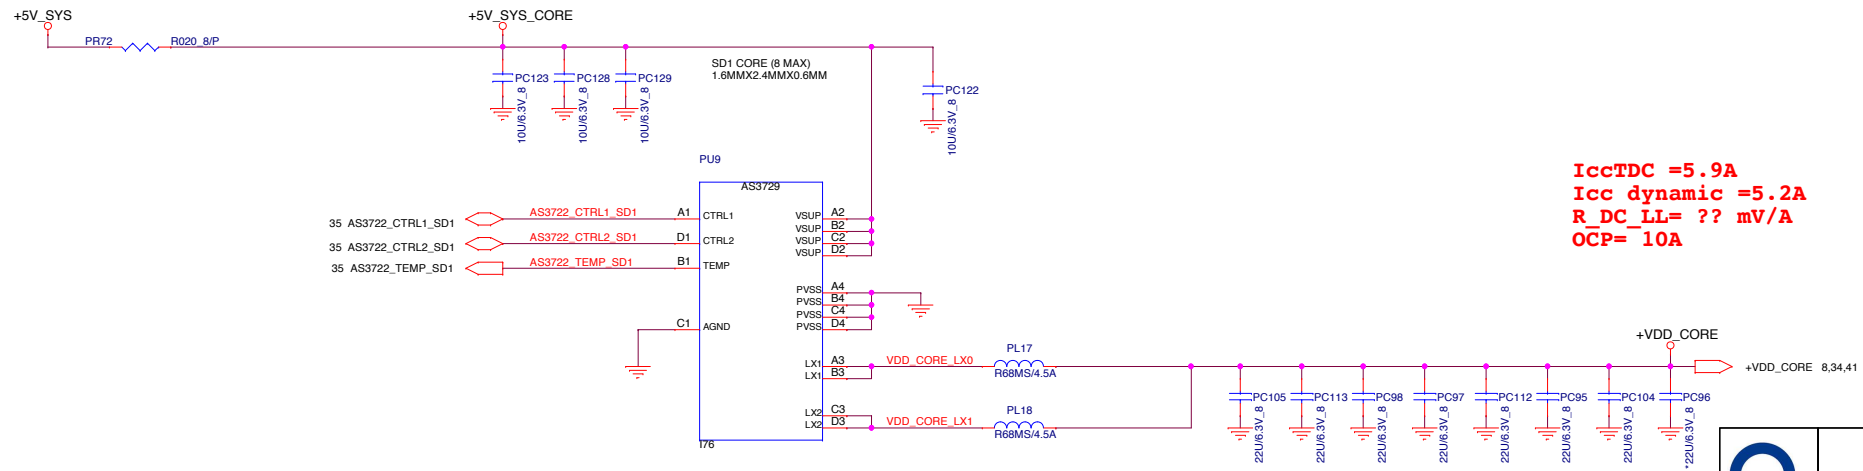 +5V_SYS
+5V_SYS_CORE
PR72
R020_8/P
SD1 CORE (8 MAX)
1.6MMX2.4MMX0.6MM
PC123
PC128
PC129
PC122
10U/6.3V_8
10U/6.3V_8
10U/6.3V_8
10U/6.3V_8
PU9
AS3729
IccTDC =5.9A
Icc dynamic =5.2A
R_DC_LL= ?? mV/A
OCP= 10A
35 AS3722_CTRL1_SD1
AS3722_CTRL1_SD1
A1
CTRL1
35 AS3722_CTRL2_SD1
AS3722_CTRL2_SD1
D1
CTRL2
35 AS3722_TEMP_SD1
AS3722_TEMP_SD1
B1
TEMP
VSUP
A2
VSUP
B2
VSUP
C2
VSUP
D2
PVSS
A4
PVSS
B4
PVSS
C4
PVSS
D4
C1
AGND
LX1
A3
LX1
B3
LX2
C3
LX2
D3
I76
VDD_CORE_LX0
PL17
R68MS/4.5A
VDD_CORE_LX1
PL18
R68MS/4.5A
+VDD_CORE
+VDD_CORE 8,34,41
PC105
PC113
PC98
PC97
PC112
PC95
PC104
PC96
22U/6.3V_8
22U/6.3V_8
22U/6.3V_8
22U/6.3V_8
22U/6.3V_8
22U/6.3V_8
22U/6.3V_8
*22U/6.3V_8